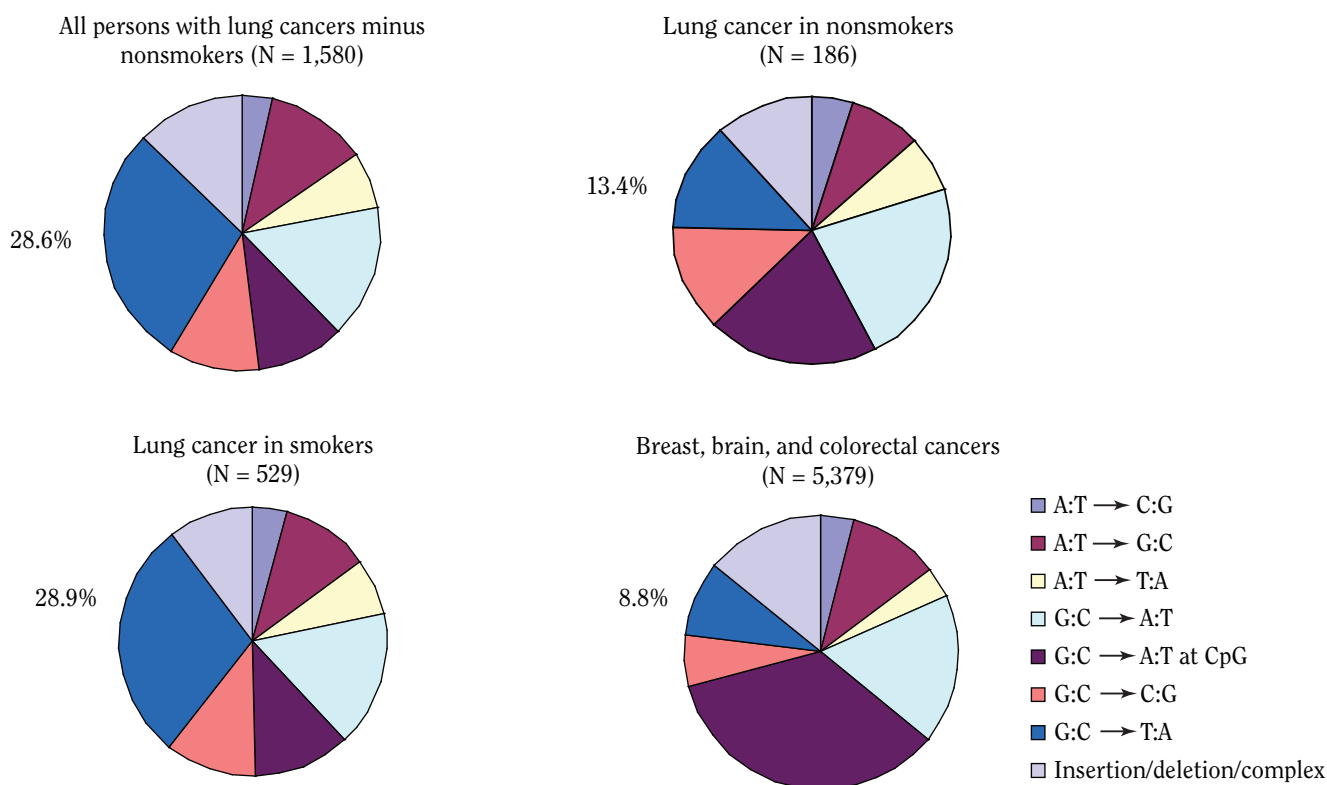 All persons with lung cancers minus
nonsmokers (N = 1,580)
28.6%
Lung cancer in nonsmokers
(N = 186)
13.4%
Lung cancer in smokers
(N = 529)
28.9%
Breast, brain, and colorectal cancers
(N = 5,379)
8.8%
A:T → C:G
A:T → G:C
A:T → T:A
G:C → A:T
G:C → A:T at CpG
G:C → C:G
G:C → T:A
Insertion/deletion/complex